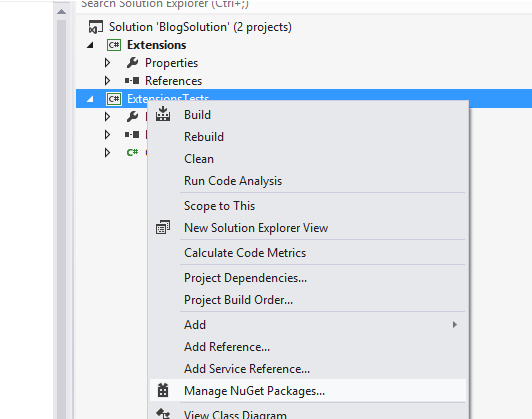 Search Solution Explorer (Ctrl+;)
Solution 'BlogSolution' (2 projects)
C# Extensions
Properties
References
C# ExtensionsTests
C#
Build
Rebuild
Clean
Run Code Analysis
Scope to This
New Solution Explorer View
Calculate Code Metrics
Project Dependencies...
Project Build Order...
Add
Add Reference...
Add Service Reference...
Manage NuGet Packages...
View Class Diagram